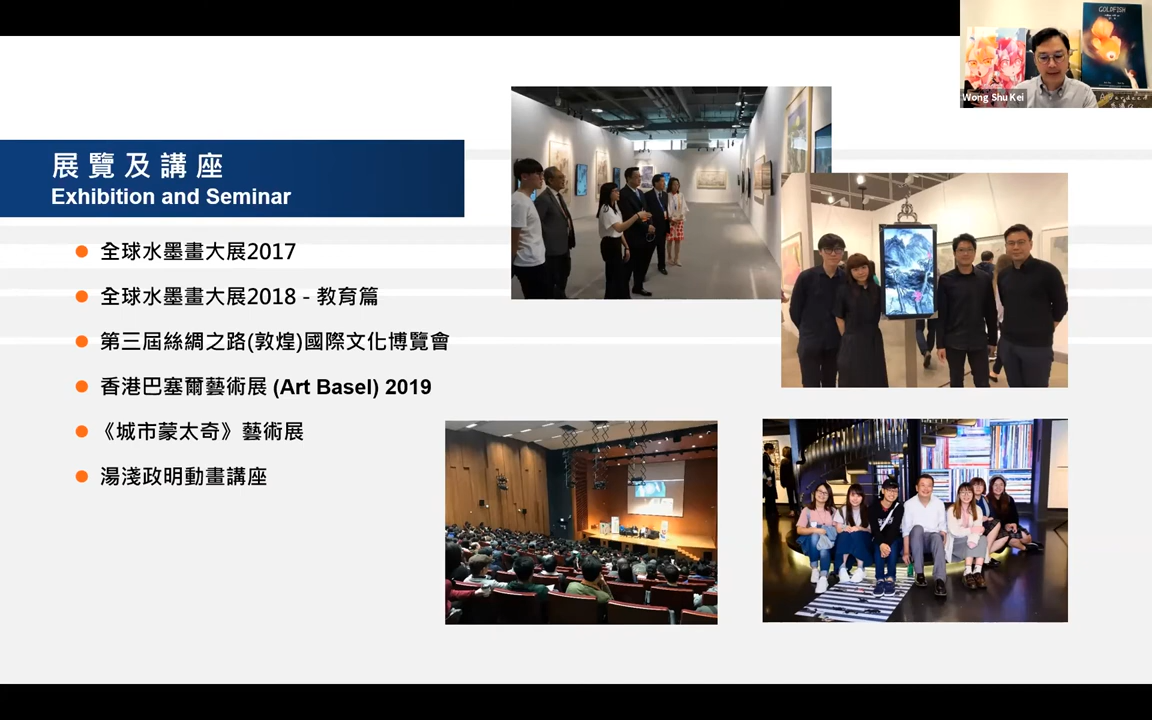 展覽及講座
Exhibition and Seminar
全球水墨畫大展2017
全球水墨畫大展2018 - 教育篇
第三屆絲綢之路(敦煌)國際文化博覽會
香港巴塞爾藝術展 (Art Basel) 2019
《城市蒙太奇》藝術展
湯淺政明動畫講座
GOLDFISH
Wong Shu Kei